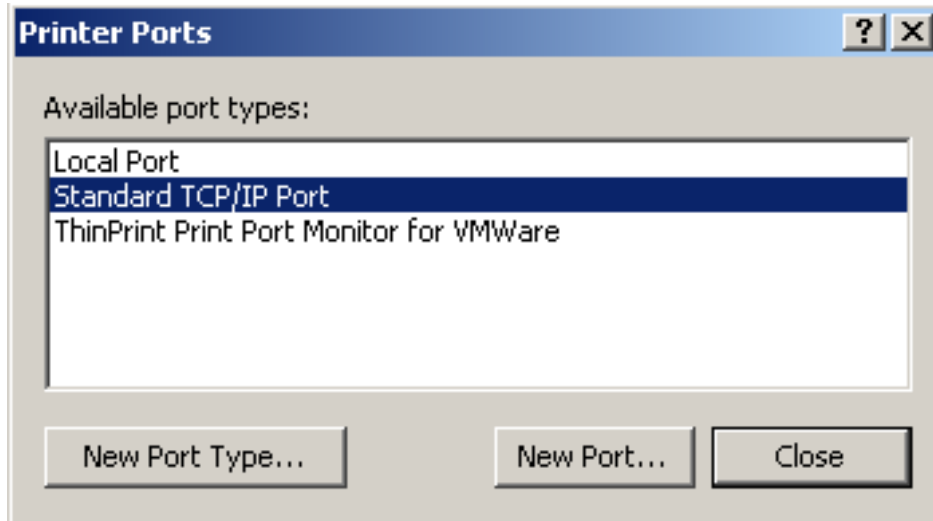 Printer Ports
Available port types:
Local Port
Standard TCP/IP Port
ThinPrint Print Port Monitor for VMWare
New Port Type... New Port... Close